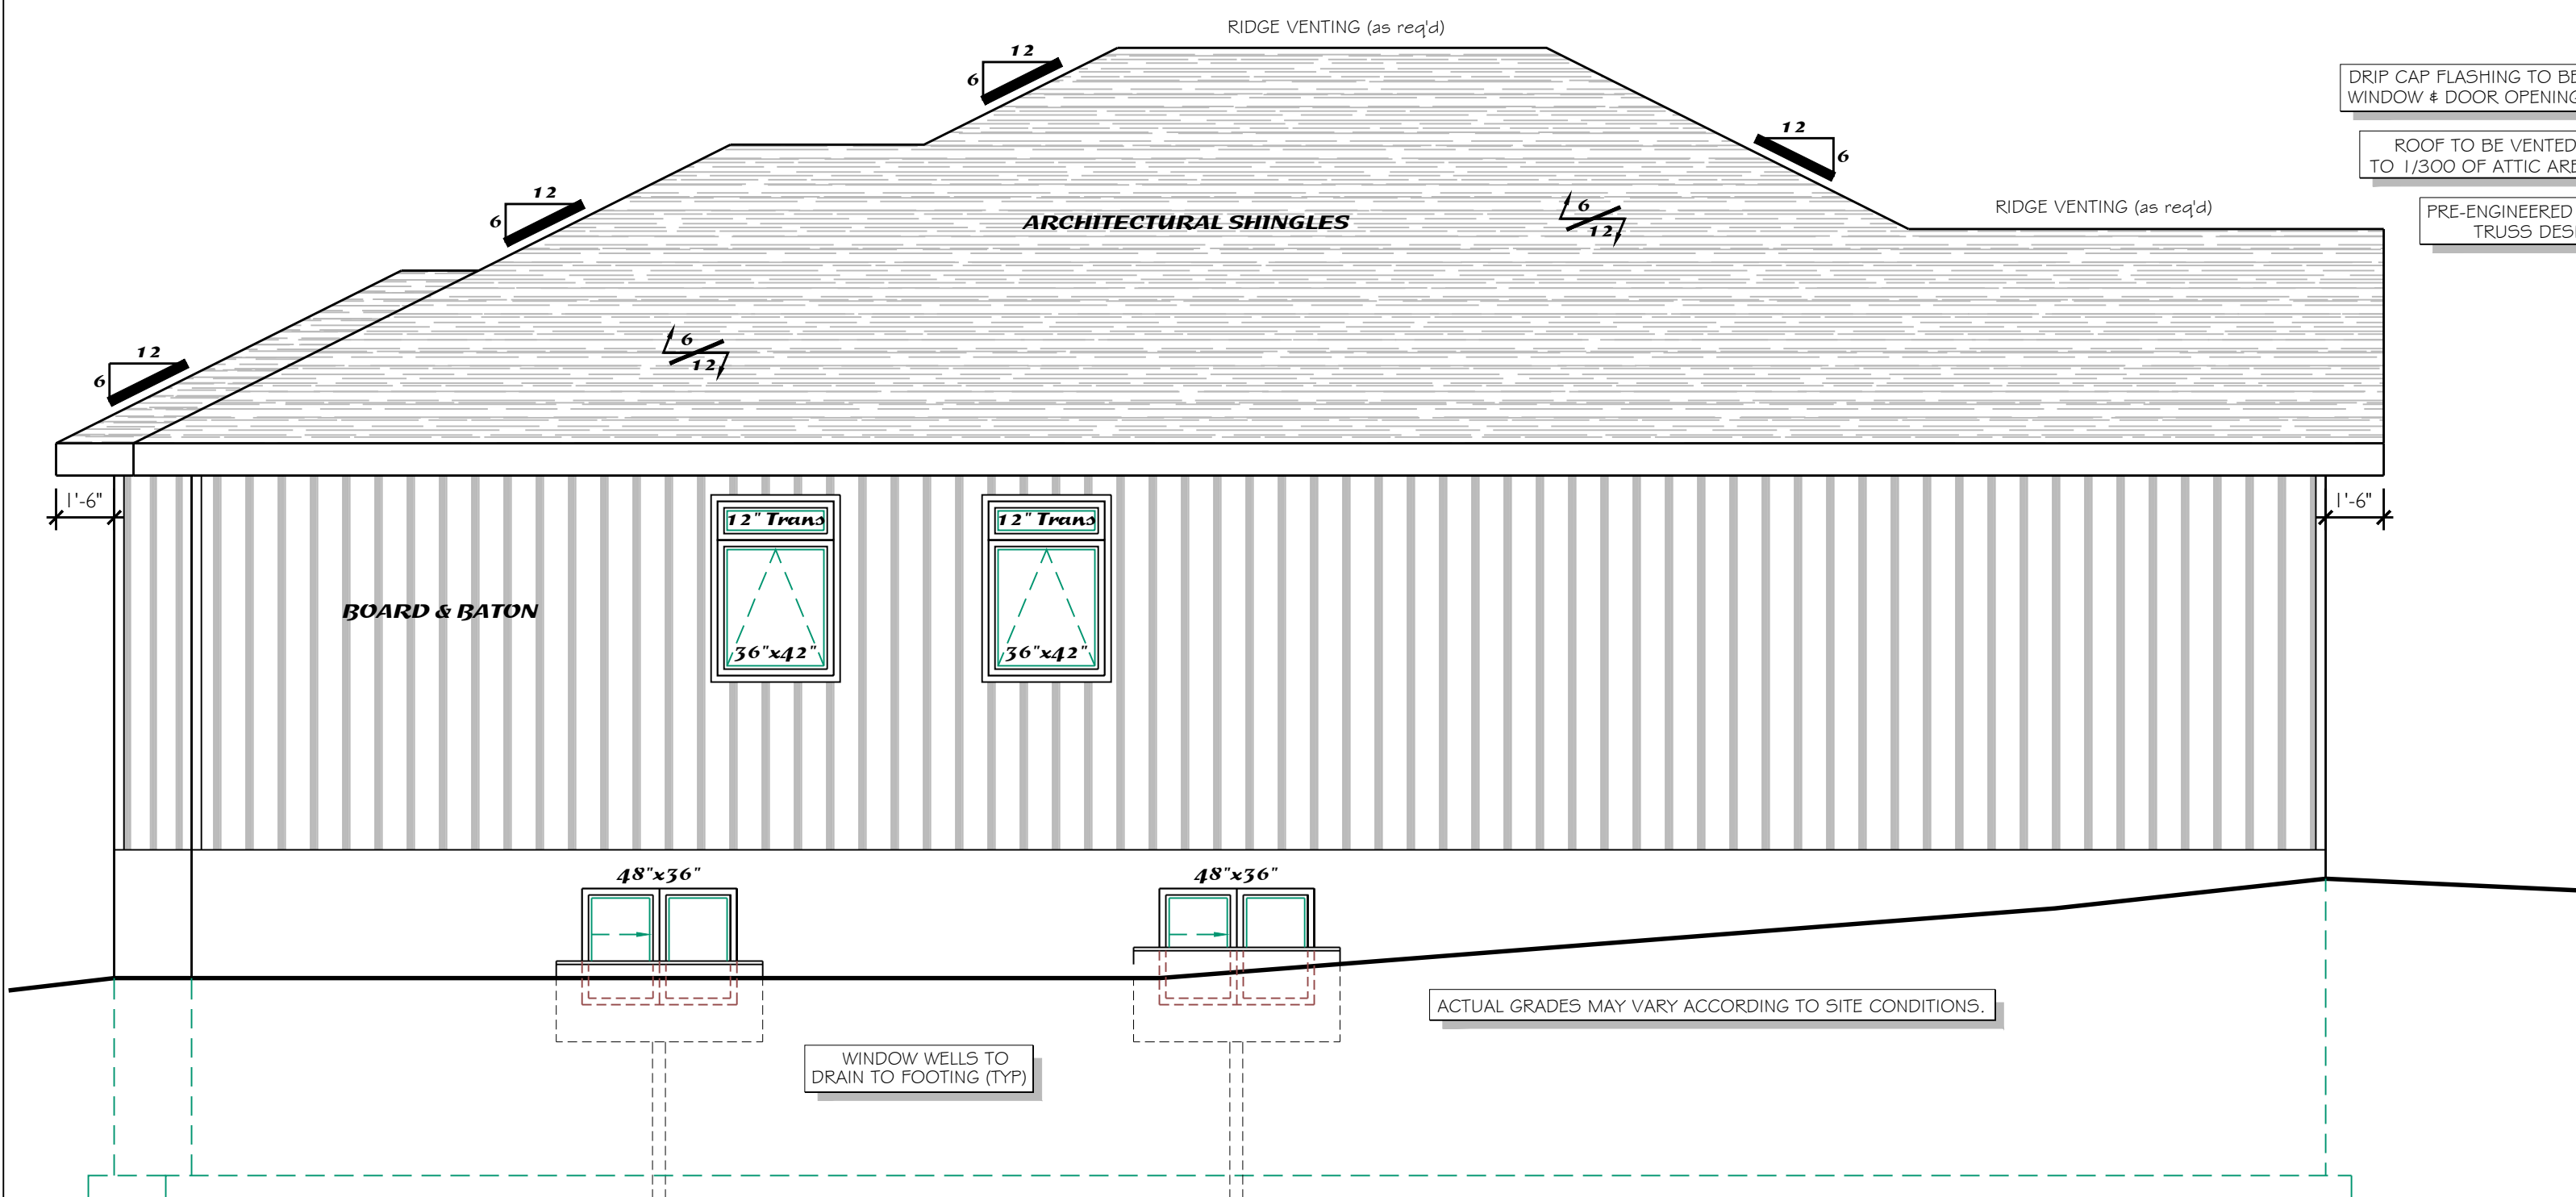 RIDGE VENTING (as req'd)
12
6
DRIP CAP FLASHING TO BE
WINDOW & DOOR OPENING
12
6
ROOF TO BE VENTED
TO 1/300 OF ATTIC ARE
12
6
ARCHITECTURAL SHINGLES
6
12
RIDGE VENTING (as req'd)
PRE-ENGINEERED
TRUSS DES
6
12
12
6
1'-6"
1'-6"
12" Trans
12" Trans
BOARD & BATON
36"x42"
36"x42"
48"x36"
48"x36"
ACTUAL GRADES MAY VARY ACCORDING TO SITE CONDITIONS.
WINDOW WELLS TO
DRAIN TO FOOTING (TYP)